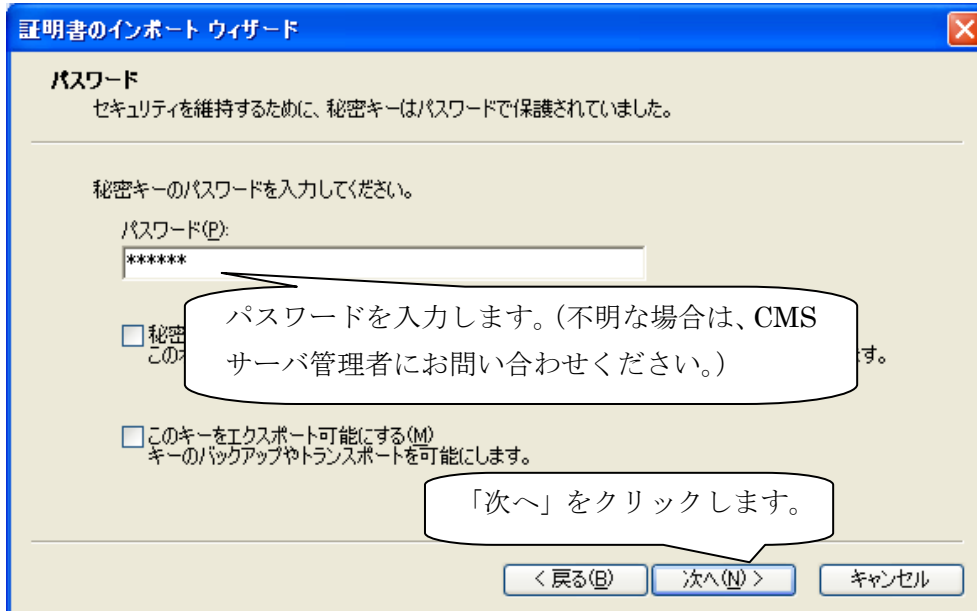 証明書のインポート ウィザード
パスワード
セキュリティを維持するために、秘密キーはパスワードで保護されていました。
秘密キーのパスワードを入力してください。
パスワード(P):
******
パスワードを入力します。(不明な場合は、CMS
サーバ管理者にお問い合わせください。)
秘密
この
す。
このキーをエクスポート可能にする(M)
キーのバックアップやトランスポートを可能にします。
「次へ」をクリックします。
< 戻る(B)
次へ(N) >
キャンセル